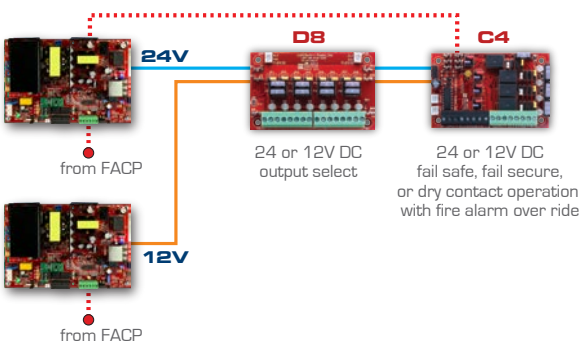 24V
D8
C4
from FACP
24 or 12V DC
output select
24 or 12V DC
fail safe, fail secure,
or dry contact operation
with fire alarm over ride
12V
from FACP